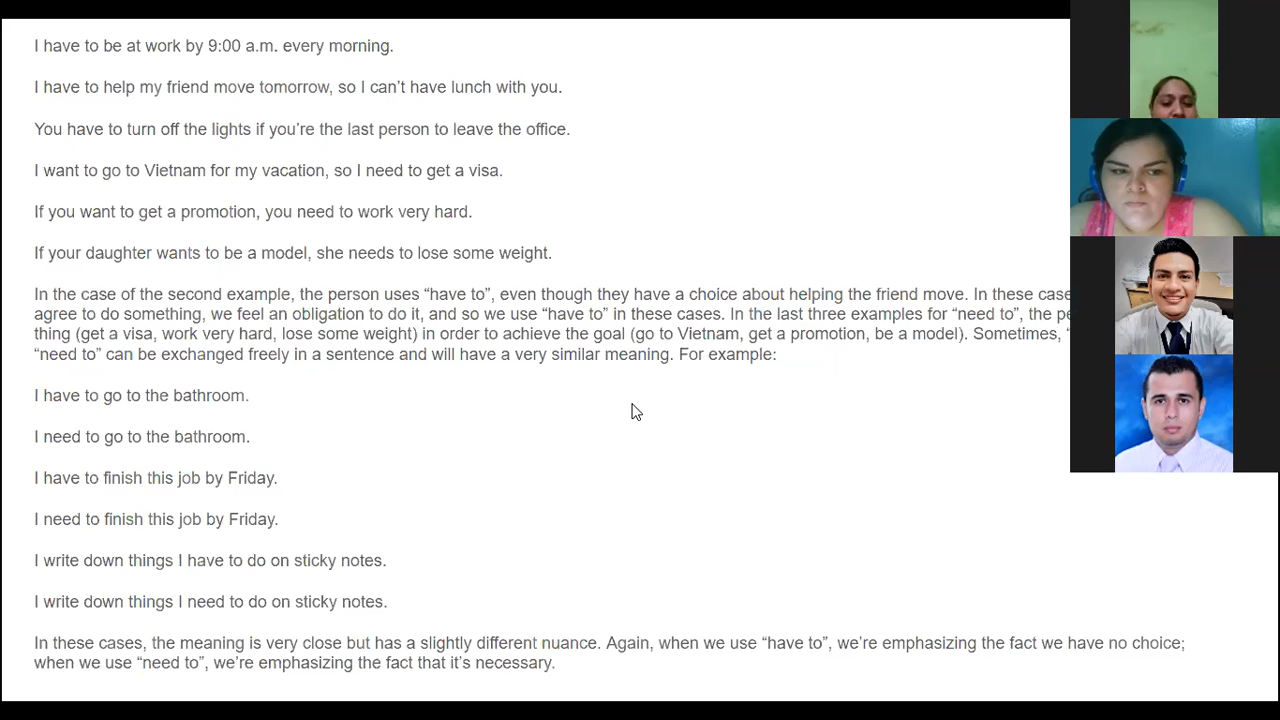 I have to be at work by 9:00 a.m. every morning.
I have to help my friend move tomorrow, so I can’t have lunch with you.
You have to turn off the lights if you’re the last person to leave the office.
I want to go to Vietnam for my vacation, so I need to get a visa.
If you want to get a promotion, you need to work very hard.
If your daughter wants to be a model, she needs to lose some weight.
In the case of the second example, the person uses “have to”, even though they have a choice about helping the friend move. In these
agree to do something, we feel an obligation to do it, and so we use “have to” in these cases. In the last three examples for “need to”, the
thing (get a visa, work very hard, lose some weight) in order to achieve the goal (go to Vietnam, get a promotion, be a model). Sometimes,
“need to” can be exchanged freely in a sentence and will have a very similar meaning. For example:
I have to go to the bathroom.
I need to go to the bathroom.
I have to finish this job by Friday.
I need to finish this job by Friday.
I write down things I have to do on sticky notes.
I write down things I need to do on sticky notes.
In these cases, the meaning is very close but has a slightly different nuance. Again, when we use “have to”, we’re emphasizing the fact we have no choice;
when we use “need to”, we’re emphasizing the fact that it’s necessary.